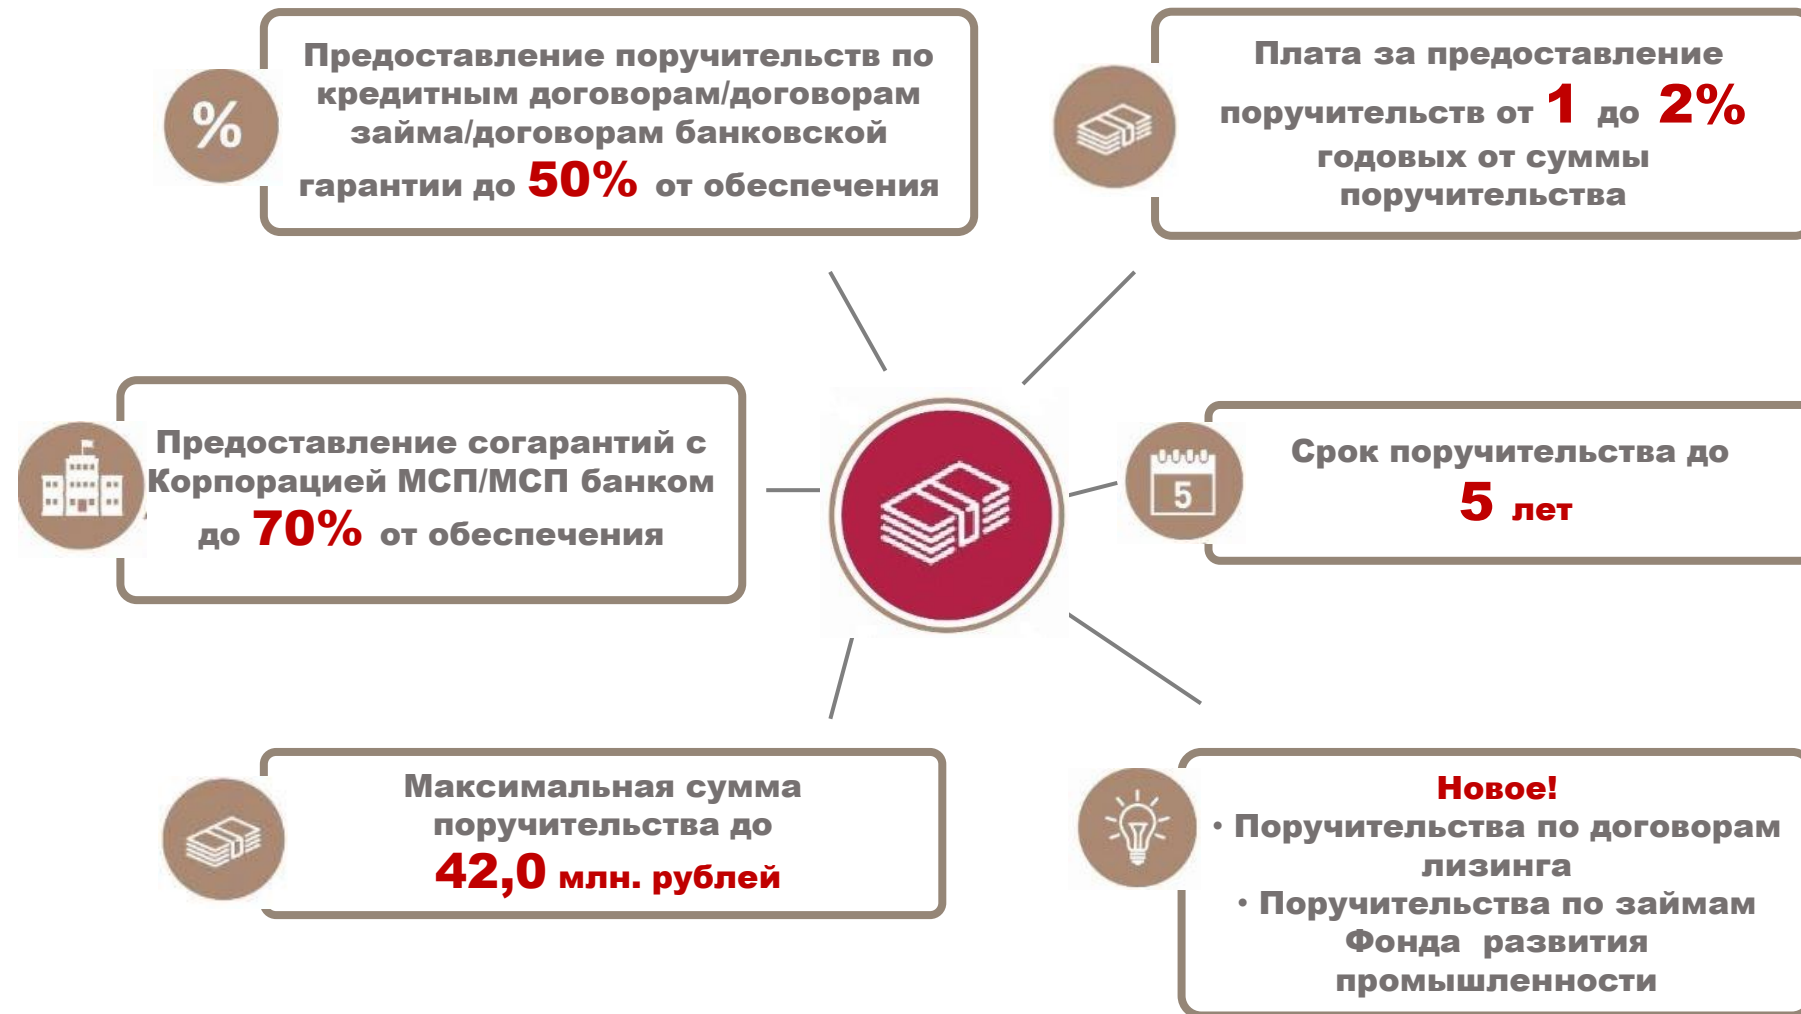 Предоставление поручительств по
кредитным договорам/договорам
займа/договорам банковской
гарантии до 50% от обеспечения
%
Плата за предоставление
поручительств от 1 до 2%
годовых от суммы
поручительства
Предоставление согарантий с
Корпорацией МСП/МСП банком
до 70% от обеспечения
Срок поручительства до
5 лет
5
Максимальная сумма
поручительства до
42,0 млн. рублей
Новое!
• Поручительства по договорам
лизинга
• Поручительства по займам
Фонда развития
промышленности